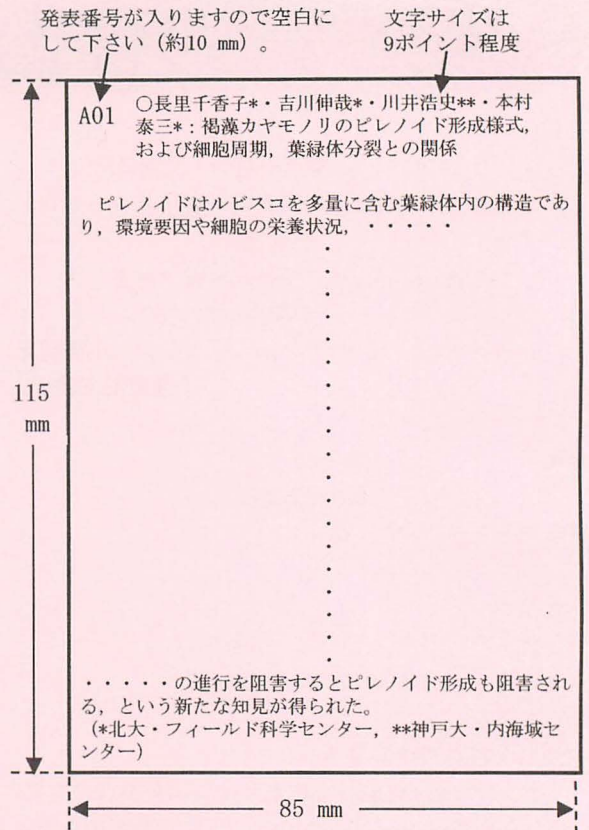 発表番号が入りますので空白に
して下さい（約10 mm）。
文字サイズは
9ポイント程度
A01
○長里千香子*・吉川伸哉*・川井浩史**・本村
泰三*：褐藻カヤモノリのピレノイド形成様式，
および細胞周期，葉緑体分裂との関係
ピレノイドはルビスコを多量に含む葉緑体内の構造であ
り，環境要因や細胞の栄養状況，・・・・・
・・・・・の進行を阻害するとピレノイド形成も阻害され
る，という新たな知見が得られた。
（*北大・フィールド科学センター，**神戸大・内海域セ
ンター）
115
mm
85 mm